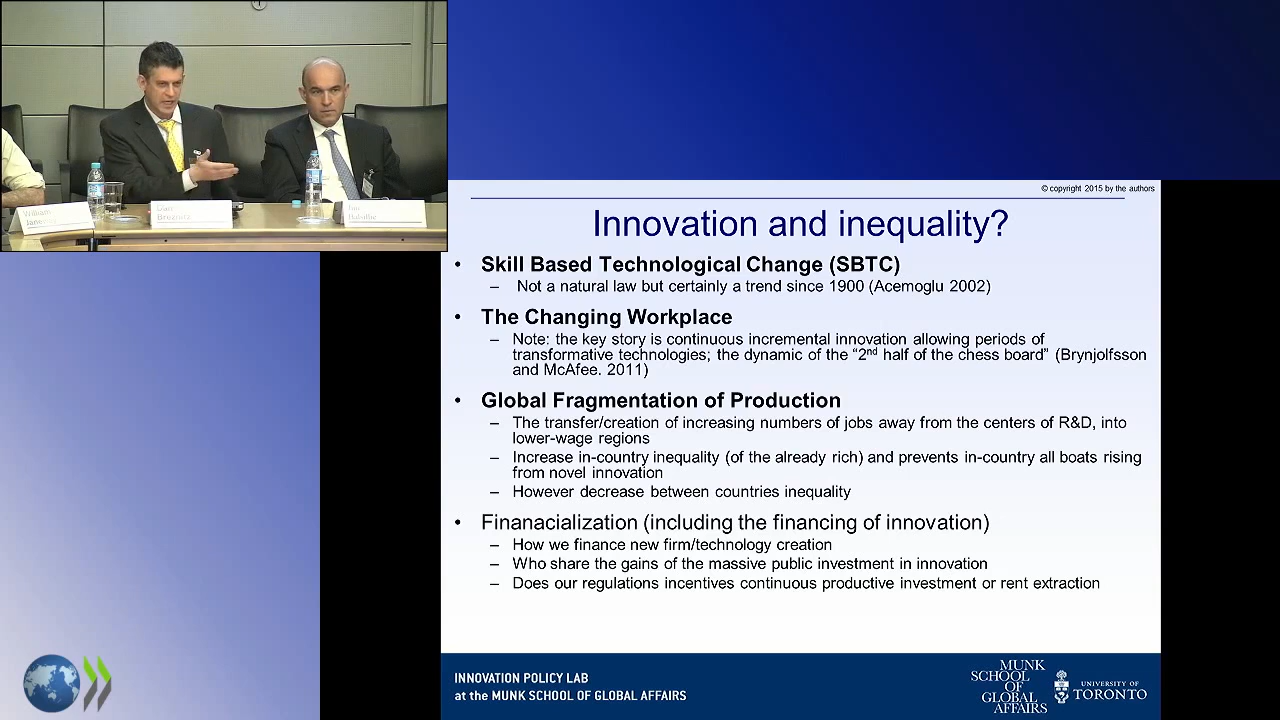 William
Jane
Dan
Breznitz
© copyright 2015 by the authors
Innovation and inequality?
• Skill Based Technological Change (SBTC)
– Not a natural law but certainly a trend since 1900 (Acemoglu 2002)
• The Changing Workplace
– Note: the key story is continuous incremental innovation allowing periods of
transformative technologies; the dynamic of the “2nd half of the chess board” (Brynjolfsson
and McAfee. 2011)
• Global Fragmentation of Production
– The transfer/creation of increasing numbers of jobs away from the centers of R&D, into
lower-wage regions
– Increase in-country inequality (of the already rich) and prevents in-country all boats rising
from novel innovation
– However decrease between countries inequality
• Finanacialization (including the financing of innovation)
– How we finance new firm/technology creation
– Who share the gains of the massive public investment in innovation
– Does our regulations incentives continuous productive investment or rent extraction
INNOVATION POLICY LAB
at the MUNK SCHOOL OF GLOBAL AFFAIRS
MUNK
SCHOOL
OF
GLOBAL
AFFAIRS
UNIVERSITY OF
TORONTO